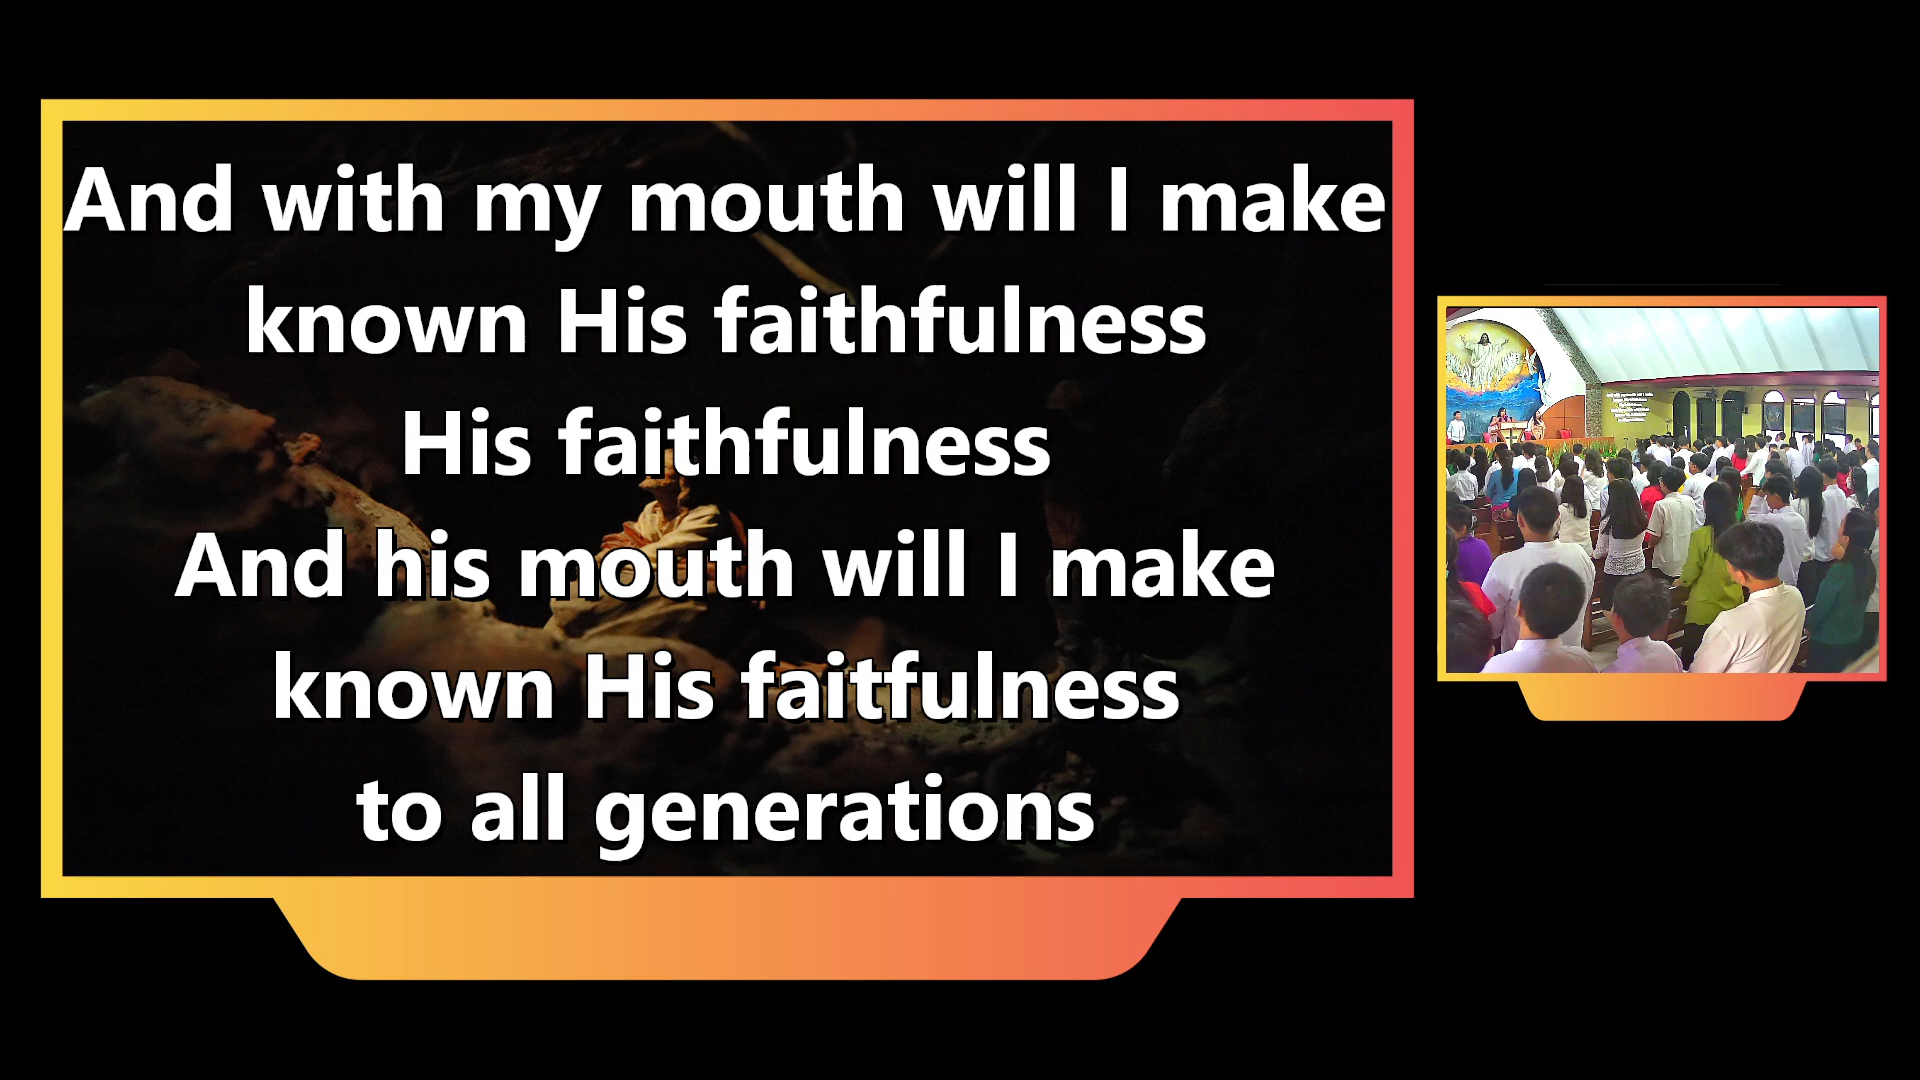 And with my mouth will I make
known His faithfulness
His faithfulness
And his mouth will I make
known His faitfulness
to all generations